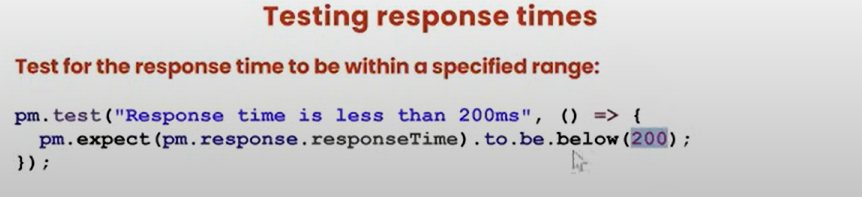 Testing response times
Test for the response time to be within a specified range:
pm.test("Response time is less than 200ms", () => {
  pm.expect(pm.response.responseTime).to.be.below(200);
});